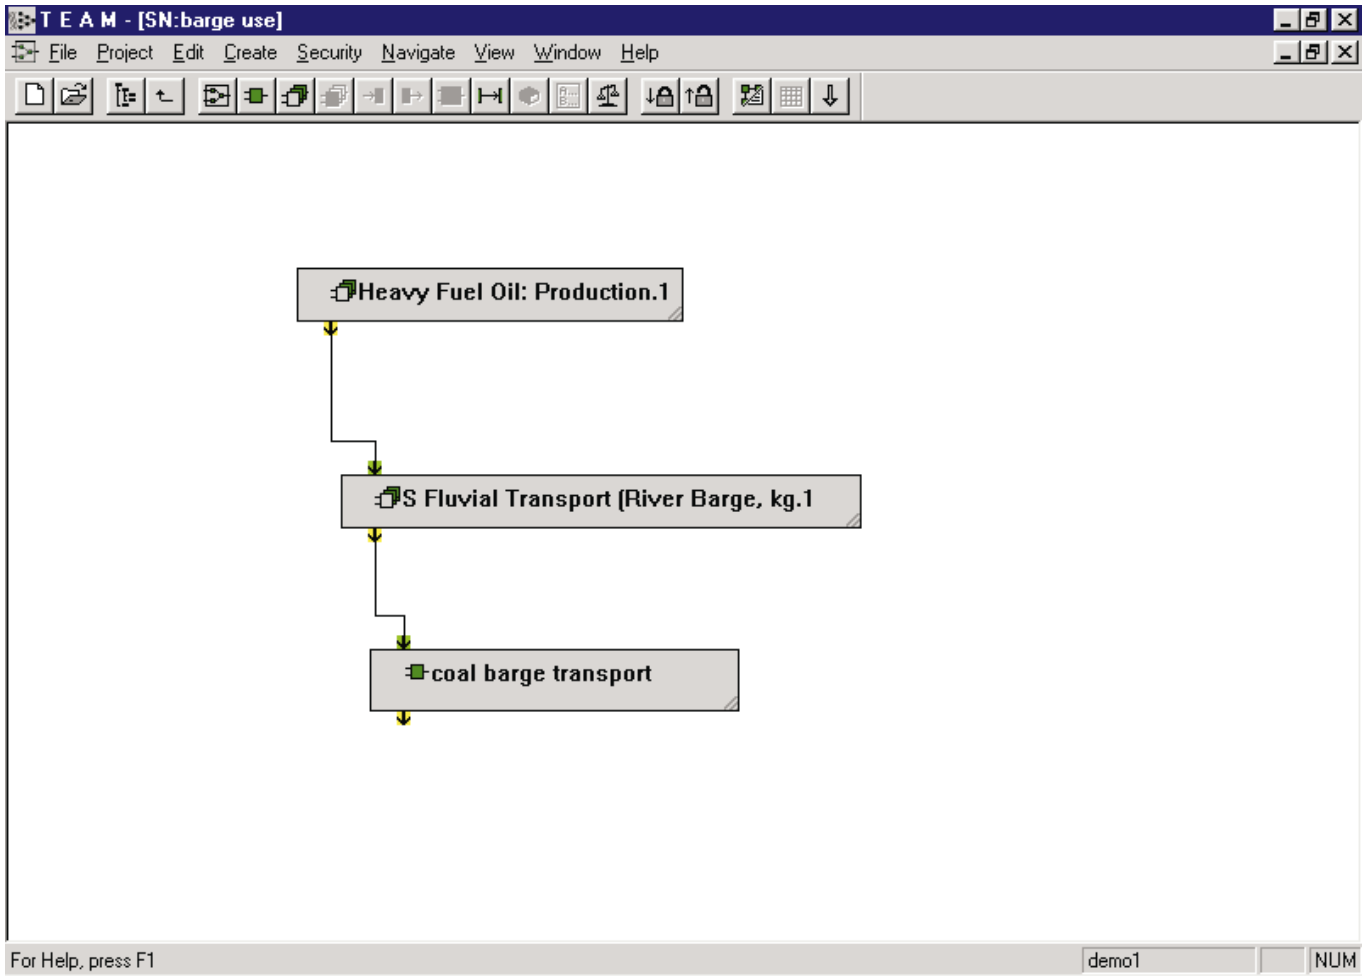 T E A M - [SN:barge use]
File Project Edit Create Security Navigate View Window Help
Heavy Fuel Oil: Production.1
S Fluvial Transport (River Barge, kg.1
coal barge transport
For Help, press F1 demo1 NUM